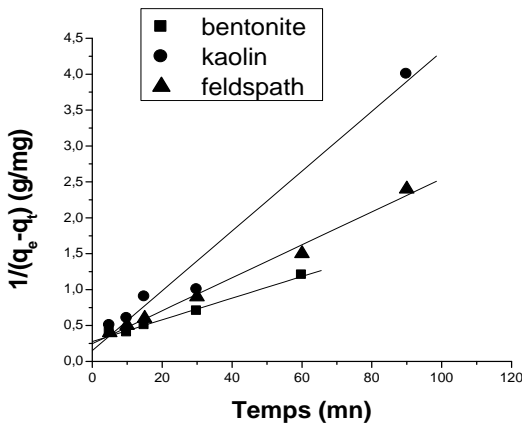 bentonite
kaolin
feldspath
4,5
4,0
3,5
3,0
2,5
2,0
1,5
1,0
0,5
0,0
1/(qe-qt) (g/mg)
0 20 40 60 80 100 120
Temps (mn)